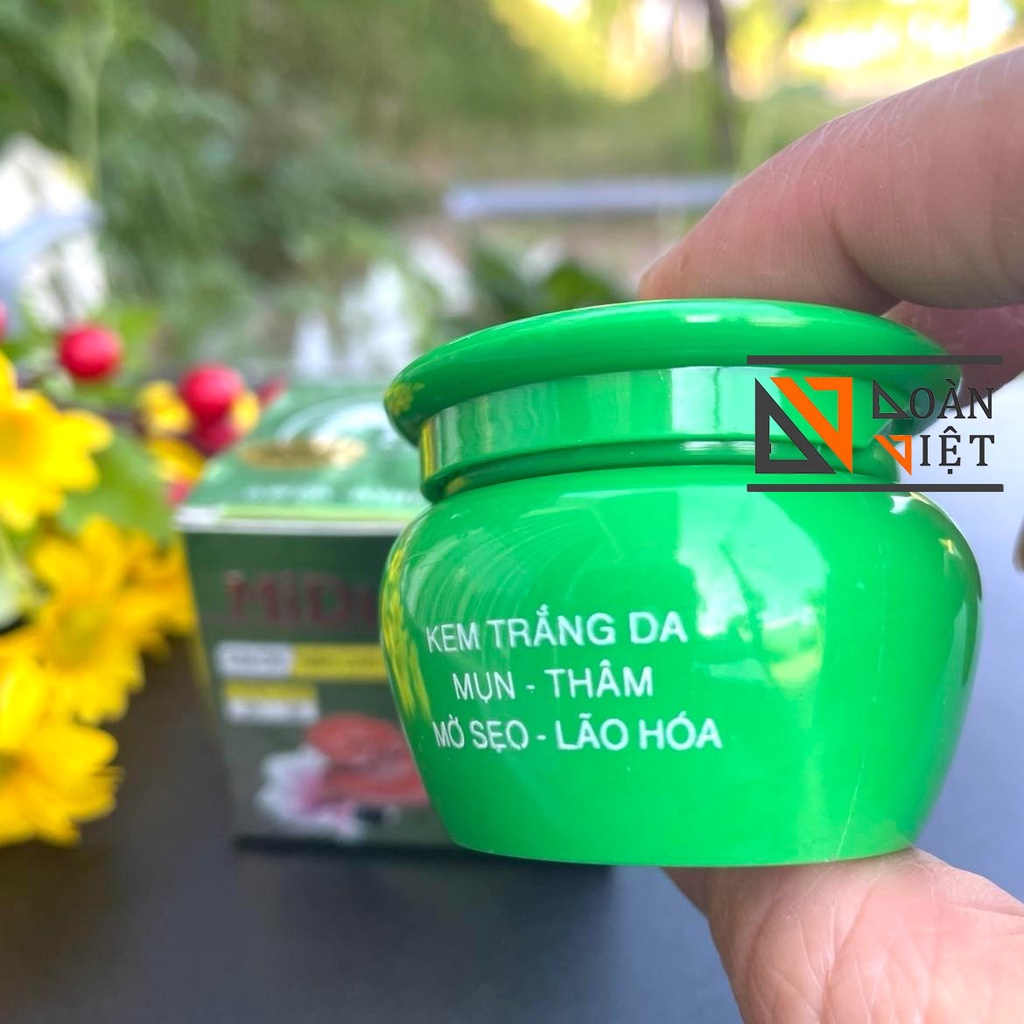 ĐOÀN
VIỆT
KEM TRẮNG DA
MỤN - THÂM
MỜ SẸO - LÃO HÓA